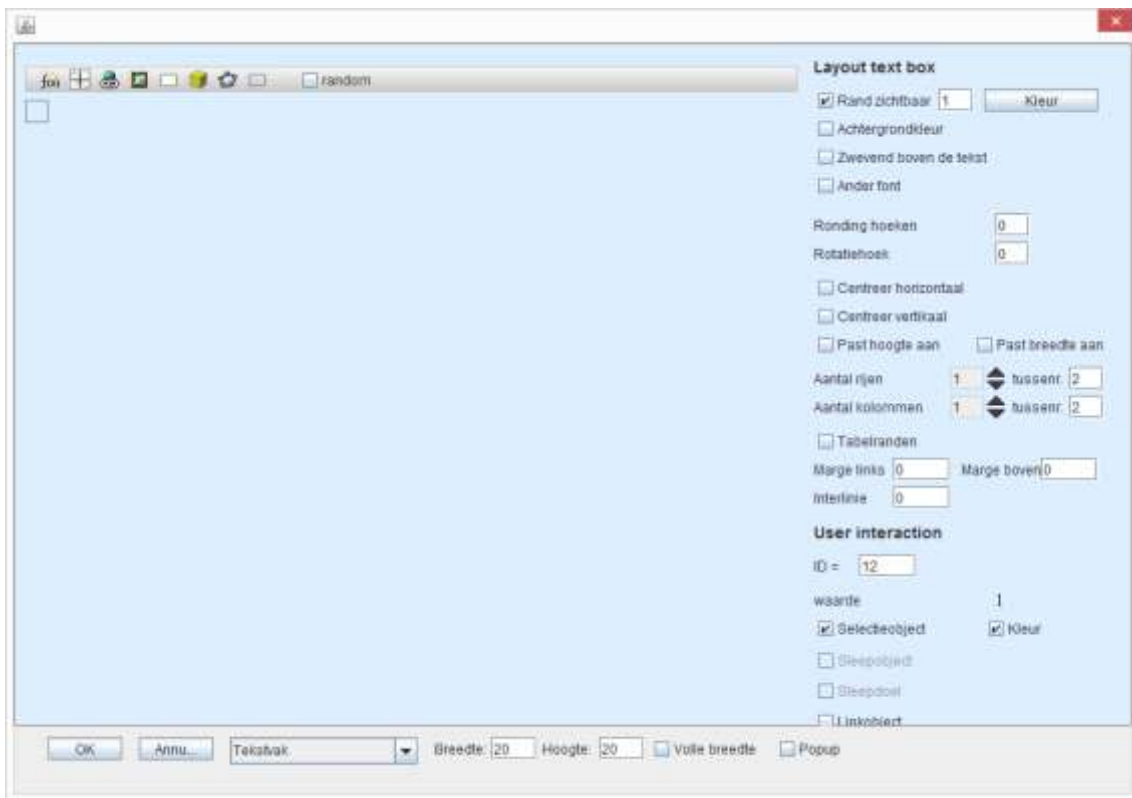 f(x) random
Layout text box
Rand zichtbaar 1 Kleur
Achtergrondkleur
Zwevend boven de tekst
Ander font
Ronding hoeken 0
Rotatiehoek 0
Centreer horizontaal
Centreer vertikaal
Past hoogte aan Past breedte aan
Aantal rijen 1 tussenr. 2
Aantal kolommen 1 tussenr. 2
Tabelranden
Marge links 0 Marge boven 0
Interlinie 0
User interaction
ID = 12
waarde 1
Selectieobject Kleur
Sleepobject
Sleepdoel
Linkobject
OK Annu... Tekstvak Breedte: 20 Hoogte: 20 Volle breedte Popup